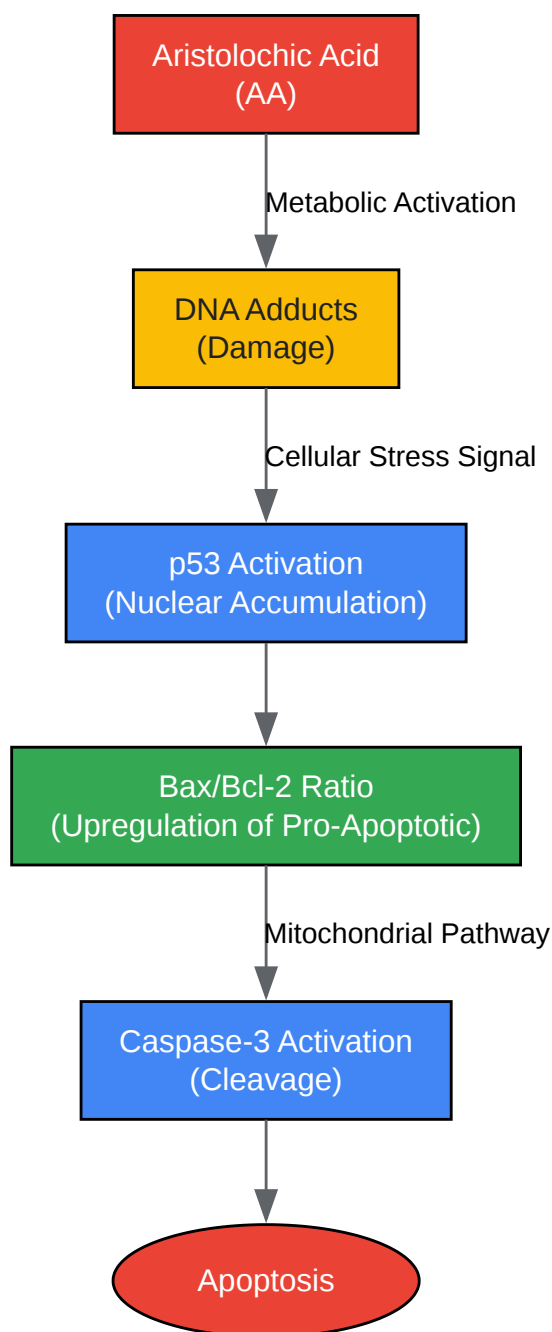 Aristolochic Acid
(AA)
Metabolic Activation
DNA Adducts
(Damage)
Cellular Stress Signal
p53 Activation
(Nuclear Accumulation)
Bax/Bcl-2 Ratio
(Upregulation of Pro-Apoptotic)
Mitochondrial Pathway
Caspase-3 Activation
(Cleavage)
Apoptosis